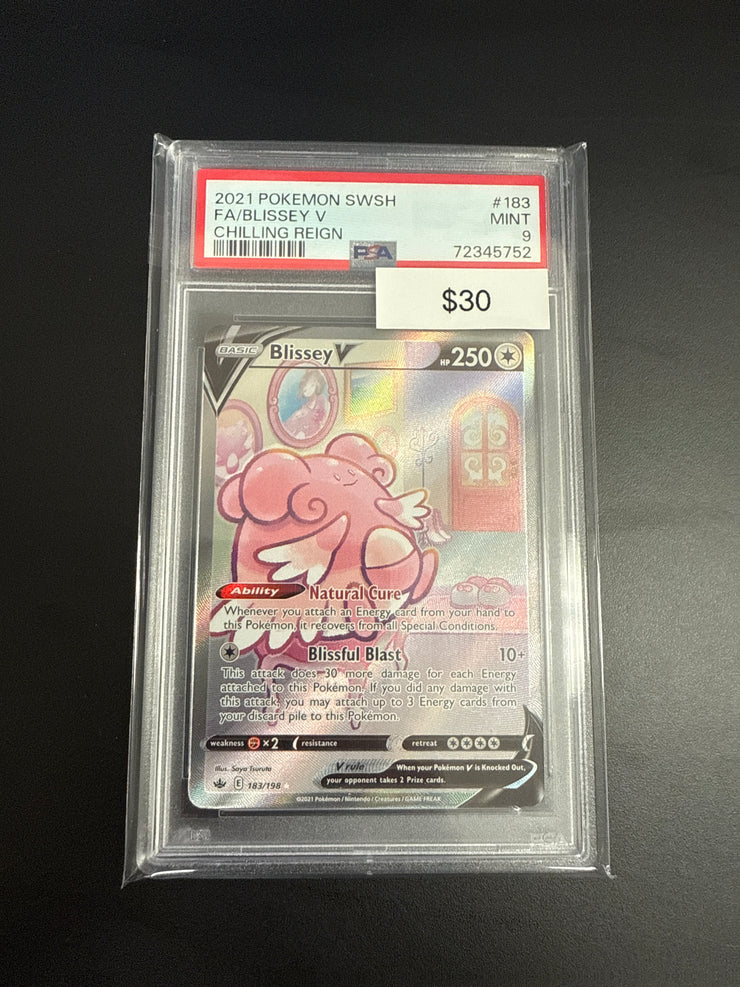 2021 POKEMON SWSH #183
FA/BLISSEY V MINT
CHILLING REIGN 9
PSA 72345752
$30
BASIC Blissey V HP 250
Ability Natural Cure
Whenever you attach an Energy card from your hand to
this Pokémon, it recovers from all Special Conditions.
Blissful Blast 10+
This attack does 30 more damage for each Energy
attached to this Pokémon. If you did any damage with
this attack, you may attach up to 3 Energy cards from
your discard pile to this Pokémon.
weakness ×2 resistance retreat
Illus. Saya Tsuruta
V rule When your Pokémon V is Knocked Out,
your opponent takes 2 Prize cards.
E 183/198
©2021 Pokémon / Nintendo / Creatures / GAME FREAK